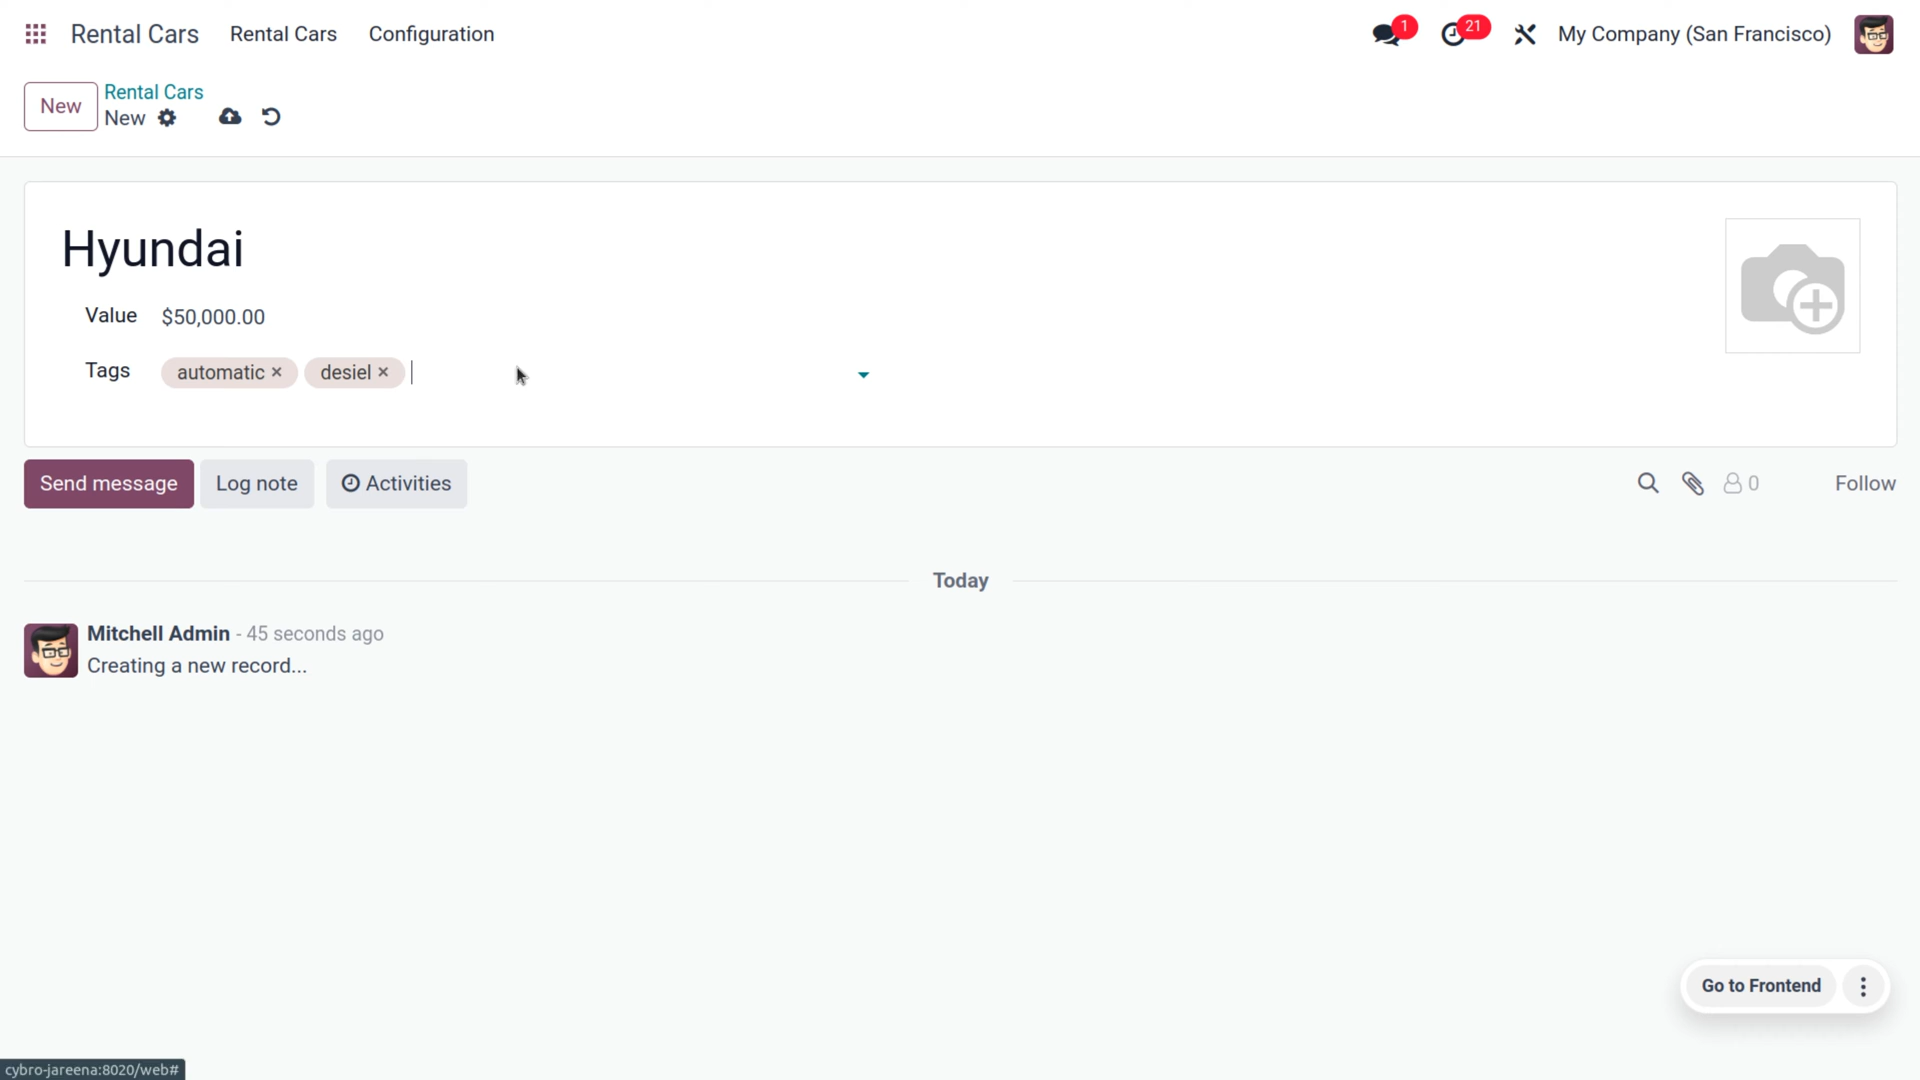 Rental Cars Rental Cars Configuration 1 21 My Company (San Francisco)
New Rental Cars
New
Hyundai
Value $50,000.00
Tags automatic × desiel ×
Send message Log note Activities 0 Follow
Today
Mitchell Admin - 45 seconds ago
Creating a new record...
Go to Frontend
cybro-jareena:8020/web#